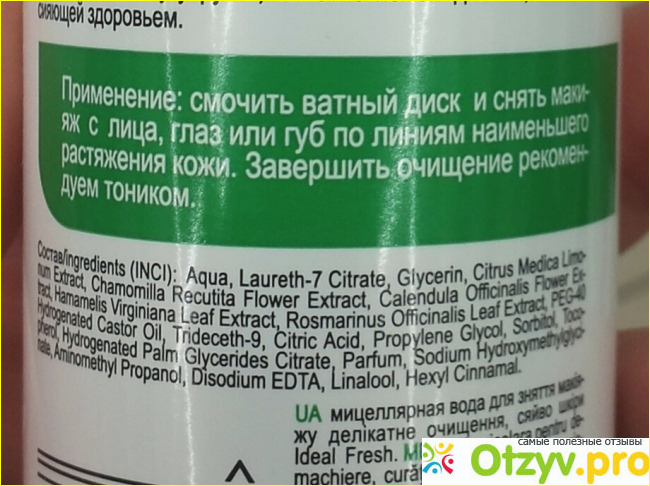 сияющей здоровьем.
Применение: смочить ватный диск и снять маки-
яж с лица, глаз или губ по линиям наименьшего
растяжения кожи. Завершить очищение рекомен-
дуем тоником.
Состав/ingredients (INCI): Aqua, Laureth-7 Citrate, Glycerin, Citrus Medica Limo-
num Extract, Chamomilla Recutita Flower Extract, Calendula Officinalis Flower Ex-
tract, Hamamelis Virginiana Leaf Extract, Rosmarinus Officinalis Leaf Extract, PEG-40
Hydrogenated Castor Oil, Trideceth-9, Citric Acid, Propylene Glycol, Sorbitol, Toco-
pherol, Hydrogenated Palm Glycerides Citrate, Parfum, Sodium Hydroxymethylglyci-
nate, Aminomethyl Propanol, Disodium EDTA, Linalool, Hexyl Cinnamal.
UA мицеллярная вода для зняття макія-
жу делікатне очищення, сяйво шкіри
Ideal Fresh.
machiere, curăț
самые полезные отзывы
Otzyv.pro